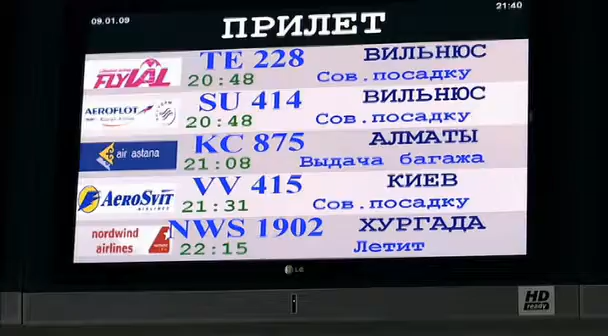 09.01.09
ПРИЛЕТ
21:40
FLYLAL
TE 228
ВИЛЬНЮС
20:48
Сов.посадку
AEROFLOT
SU 414
ВИЛЬНЮС
20:48
Сов.посадку
air astana
KC 875
АЛМАТЫ
21:08
Выдача багажа
AEROSVIT
AIRLINES
VV 415
КИЕВ
21:31
Сов.посадку
nordwind
airlines
NWS 1902
ХУРГАДА
22:15
Летит
LG
HD
ready